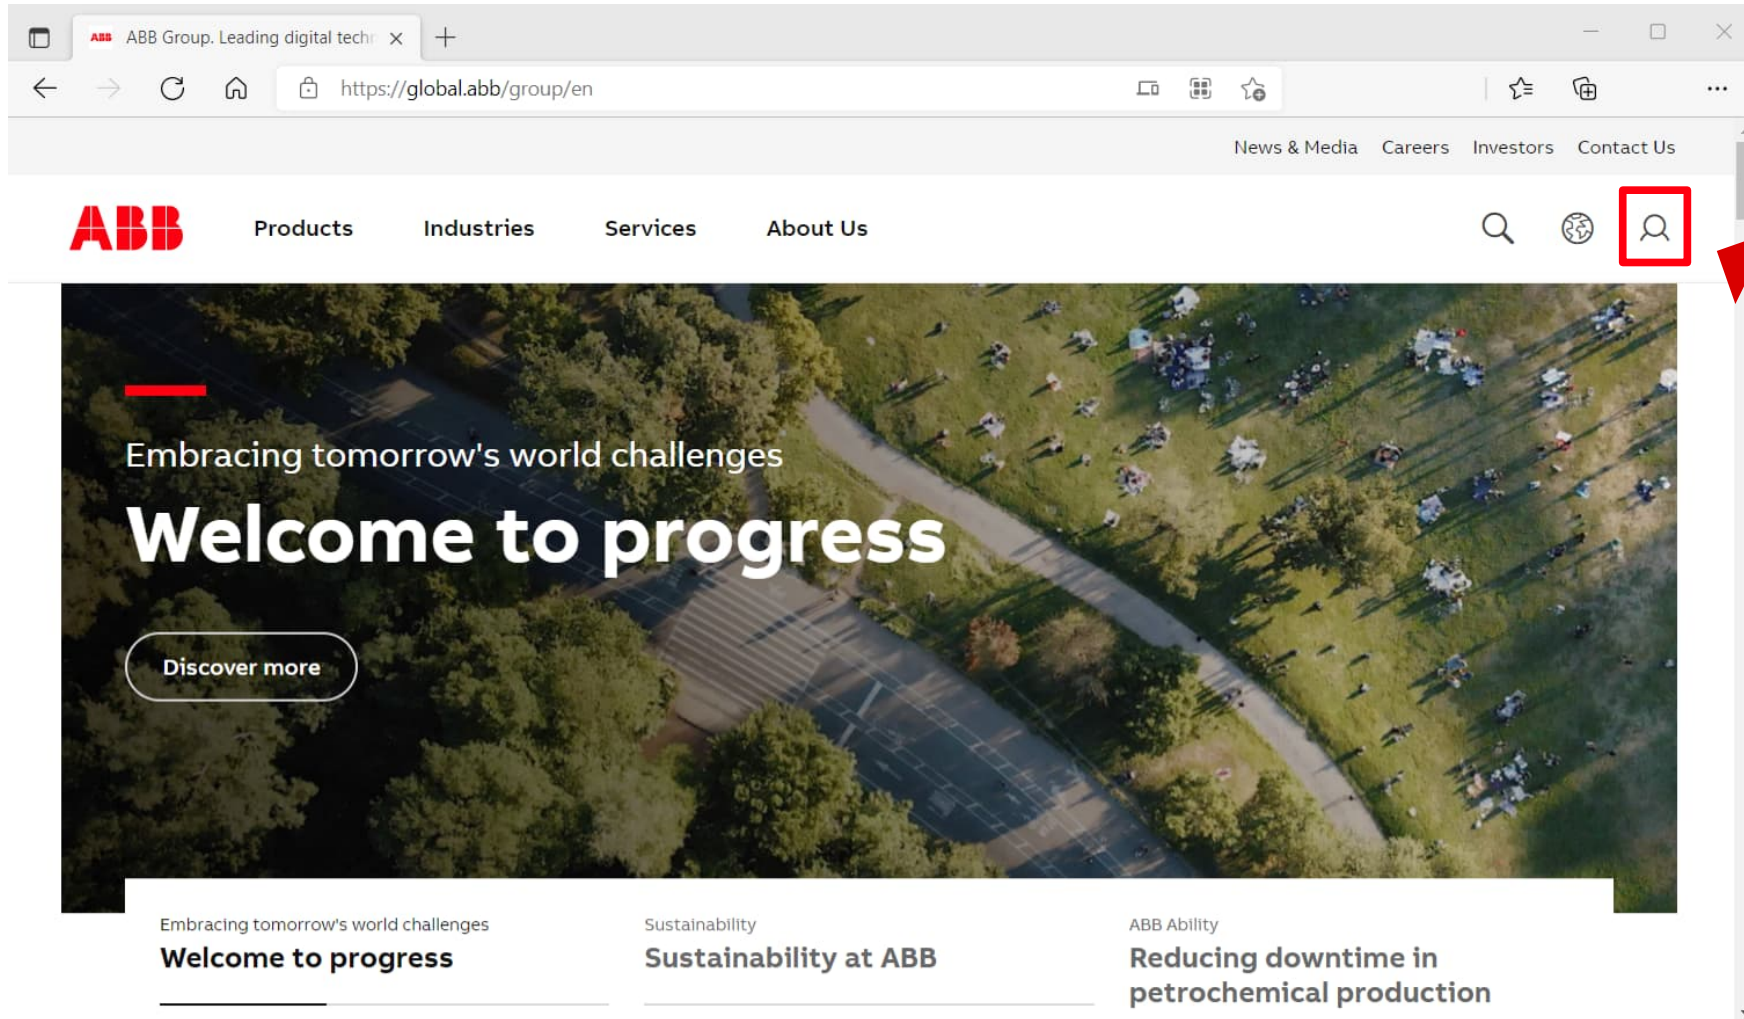 ABB ABB Group. Leading digital techn
https://global.abb/group/en
News & Media Careers Investors Contact Us
ABB Products Industries Services About Us
Embracing tomorrow's world challenges
Welcome to progress
Discover more
Embracing tomorrow's world challenges
Welcome to progress
Sustainability
Sustainability at ABB
ABB Ability
Reducing downtime in
petrochemical production